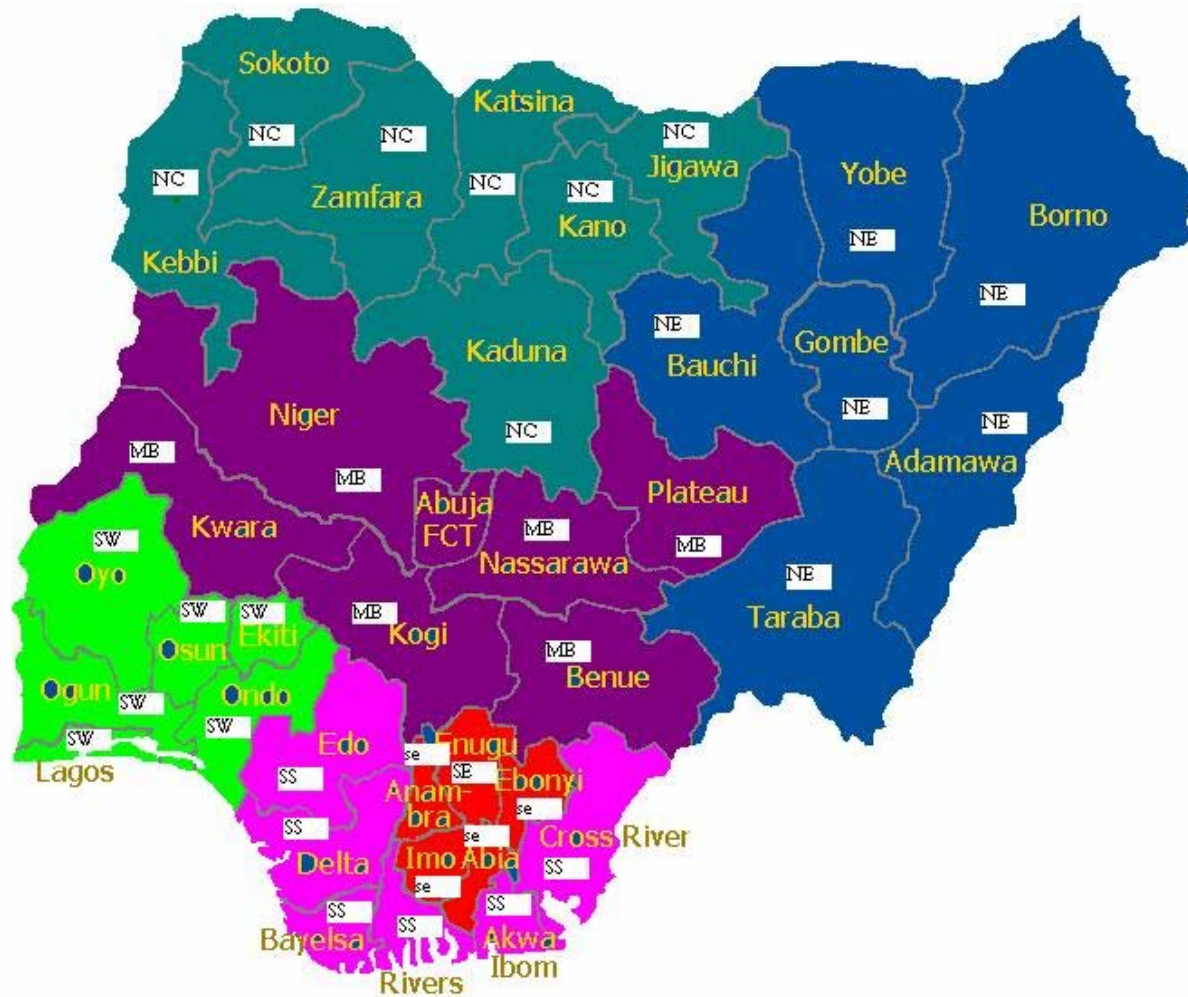 Sokoto
Katsina
NC
NC
NC
Jigawa
NC
NC
NC
Yobe
Zamfara
Kano
Borno
Kebbi
NE
NE
NE
Gombe
Kaduna
Bauchi
Niger
NE
NE
NC
MB
Adamawa
MB
Abuja
FCT
Plateau
Kwara
MB
MB
SW
Nassarawa
Oyo
NE
SW
SW
MB
Taraba
Ekiti
Kogi
Osun
MB
Benue
Ogun
Ondo
SW
SW
SW
Edo
se
Enugu
Lagos
SS
SE
Ebonyi
Anam-
bra
se
SS
se
Cross River
Delta
Imo
Abia
SS
se
SS
SS
SS
Bayelsa
Akwa
Ibom
Rivers